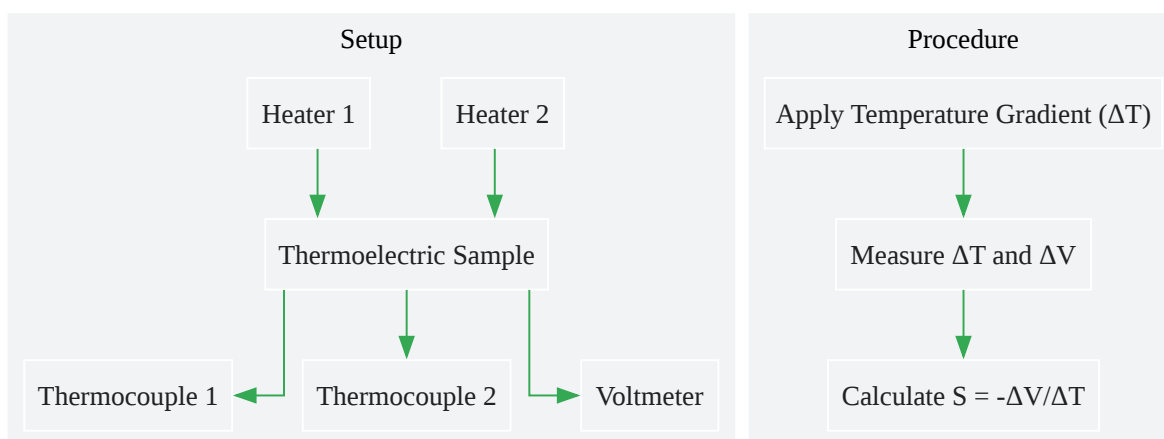 Setup
Heater 1
Heater 2
Thermoelectric Sample
Thermocouple 1
Thermocouple 2
Voltmeter
Procedure
Apply Temperature Gradient (ΔT)
Measure ΔT and ΔV
Calculate S = -ΔV/ΔT